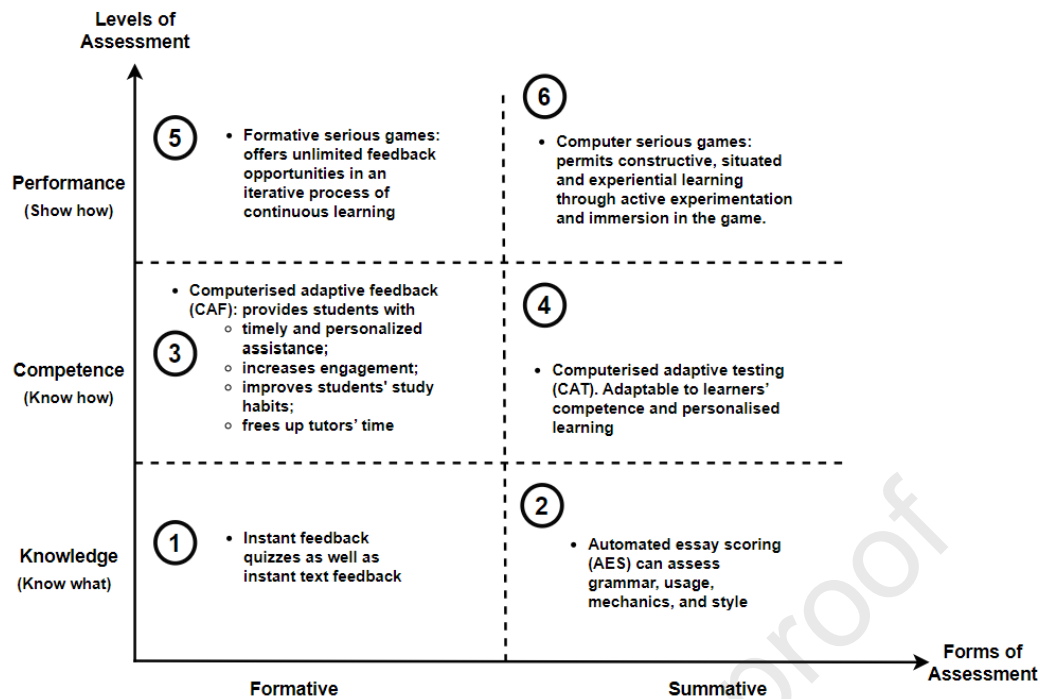 Levels of
Assessment
5
• Formative serious games:
offers unlimited feedback
opportunities in an
iterative process of
continuous learning
6
• Computer serious games:
permits constructive, situated
and experiential learning
through active experimentation
and immersion in the game.
Performance
(Show how)
3
• Computerised adaptive feedback
(CAF): provides students with
○ timely and personalized
assistance;
○ increases engagement;
○ improves students' study
habits;
○ frees up tutors’ time
4
• Computerised adaptive testing
(CAT). Adaptable to learners’
competence and personalised
learning
Competence
(Know how)
1
• Instant feedback
quizzes as well as
instant text feedback
2
• Automated essay scoring
(AES) can assess
grammar, usage,
mechanics, and style
Knowledge
(Know what)
Formative
Summative
Forms of
Assessment
proof